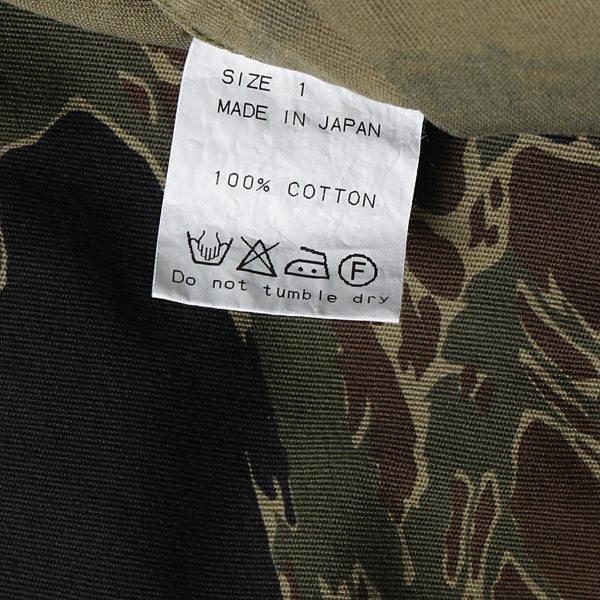 SIZE 1
MADE IN JAPAN
100% COTTON
F
Do not tumble dry